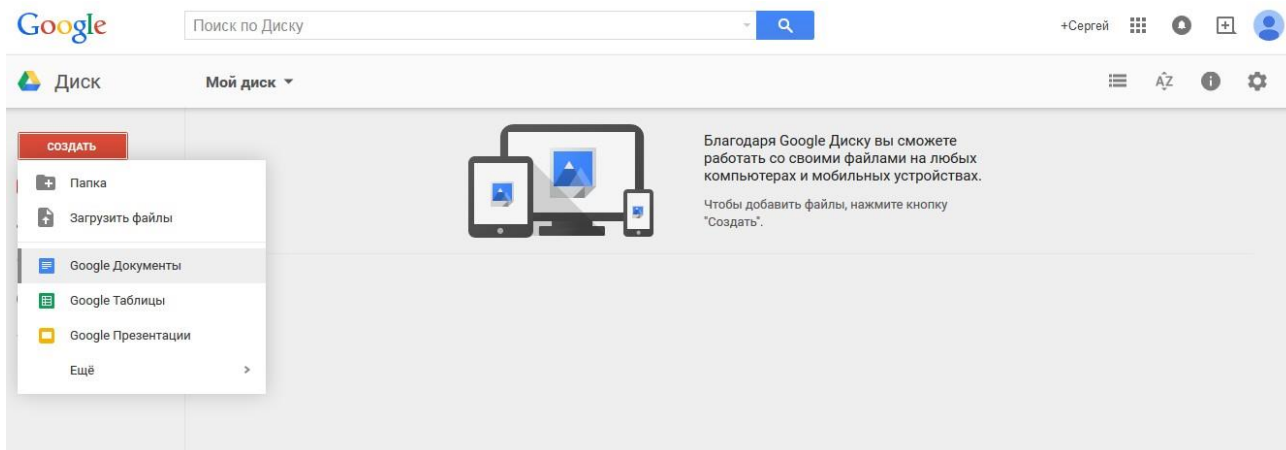 Google
Поиск по Диску
+Сергей
Диск
Мой диск
AZ
СОЗДАТЬ
Папка
Загрузить файлы
Google Документы
Google Таблицы
Google Презентации
Ещё
Благодаря Google Диску вы сможете
работать со своими файлами на любых
компьютерах и мобильных устройствах.
Чтобы добавить файлы, нажмите кнопку
"Создать".